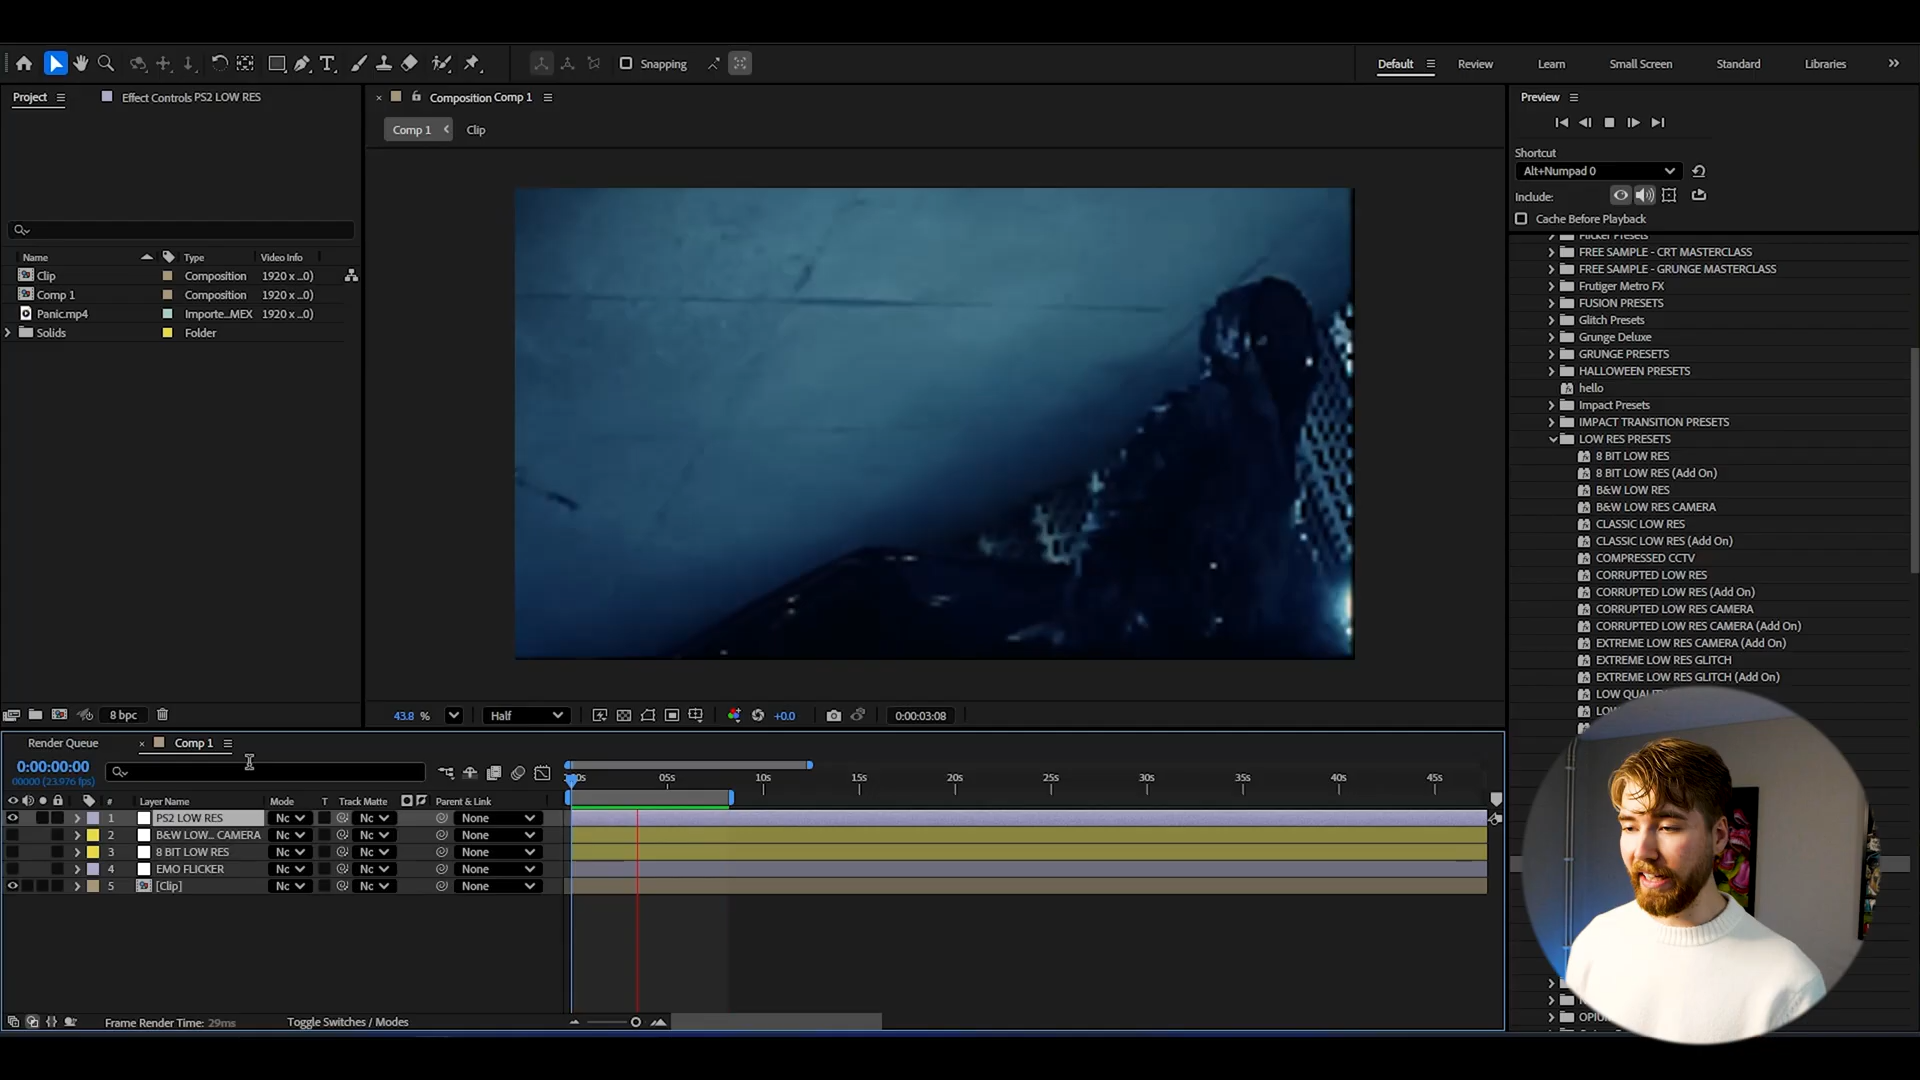 Snapping
Default
Review
Learn
Small Screen
Standard
Libraries
Project
Effect Controls PS2 LOW RES
Composition Comp 1
Comp 1
Clip
Preview
Shortcut
Alt+Numpad 0
Include:
Cache Before Playback
Name
Type
Video Info
Clip
Composition
1920 x ...0)
Comp 1
Composition
1920 x ...0)
Panic.mp4
Importe...MEX
1920 x ...0)
Solids
Folder
FREE SAMPLE - CRT MASTERCLASS
FREE SAMPLE - GRUNGE MASTERCLASS
Frutiger Metro FX
FUSION PRESETS
Glitch Presets
Grunge Deluxe
GRUNGE PRESETS
HALLOWEEN PRESETS
hello
Impact Presets
IMPACT TRANSITION PRESETS
LOW RES PRESETS
8 BIT LOW RES
8 BIT LOW RES (Add On)
B&W LOW RES
B&W LOW RES CAMERA
CLASSIC LOW RES
CLASSIC LOW RES (Add On)
COMPRESSED CCTV
CORRUPTED LOW RES
CORRUPTED LOW RES (Add On)
CORRUPTED LOW RES CAMERA
CORRUPTED LOW RES CAMERA (Add On)
EXTREME LOW RES CAMERA (Add On)
EXTREME LOW RES GLITCH
EXTREME LOW RES GLITCH (Add On)
8 bpc
43.8 %
Half
+0.0
0:00:03:08
Render Queue
Comp 1
0:00:00:00
00000 (23.976 fps)
05s
10s
15s
20s
25s
30s
35s
40s
45s
#
Layer Name
Mode
T
Track Matte
Parent & Link
1
PS2 LOW RES
Nc
Nc
None
2
B&W LOW... CAMERA
Nc
Nc
None
3
8 BIT LOW RES
Nc
Nc
None
4
EMO FLICKER
Nc
Nc
None
5
[Clip]
Nc
Nc
None
Frame Render Time: 29ms
Toggle Switches / Modes